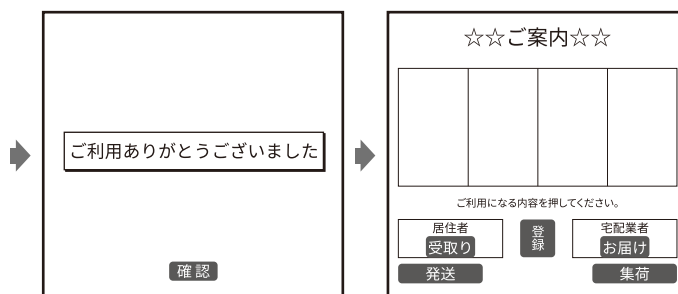 ご利用ありがとうございました
確認
☆☆ご案内☆☆
ご利用になる内容を押してください。
居住者
受取り
登録
宅配業者
お届け
発送
集荷